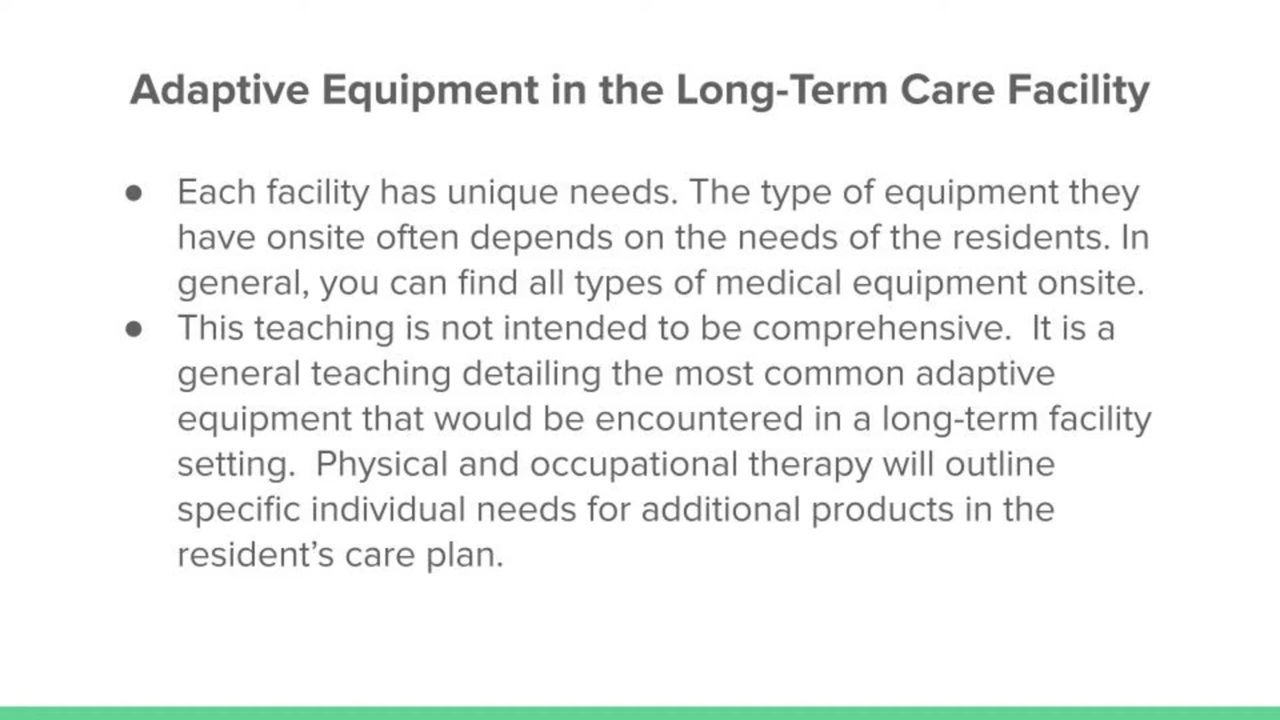 Adaptive Equipment in the Long-Term Care Facility
● Each facility has unique needs. The type of equipment they
have onsite often depends on the needs of the residents. In
general, you can find all types of medical equipment onsite.
● This teaching is not intended to be comprehensive.  It is a
general teaching detailing the most common adaptive
equipment that would be encountered in a long-term facility
setting.  Physical and occupational therapy will outline
specific individual needs for additional products in the
resident’s care plan.